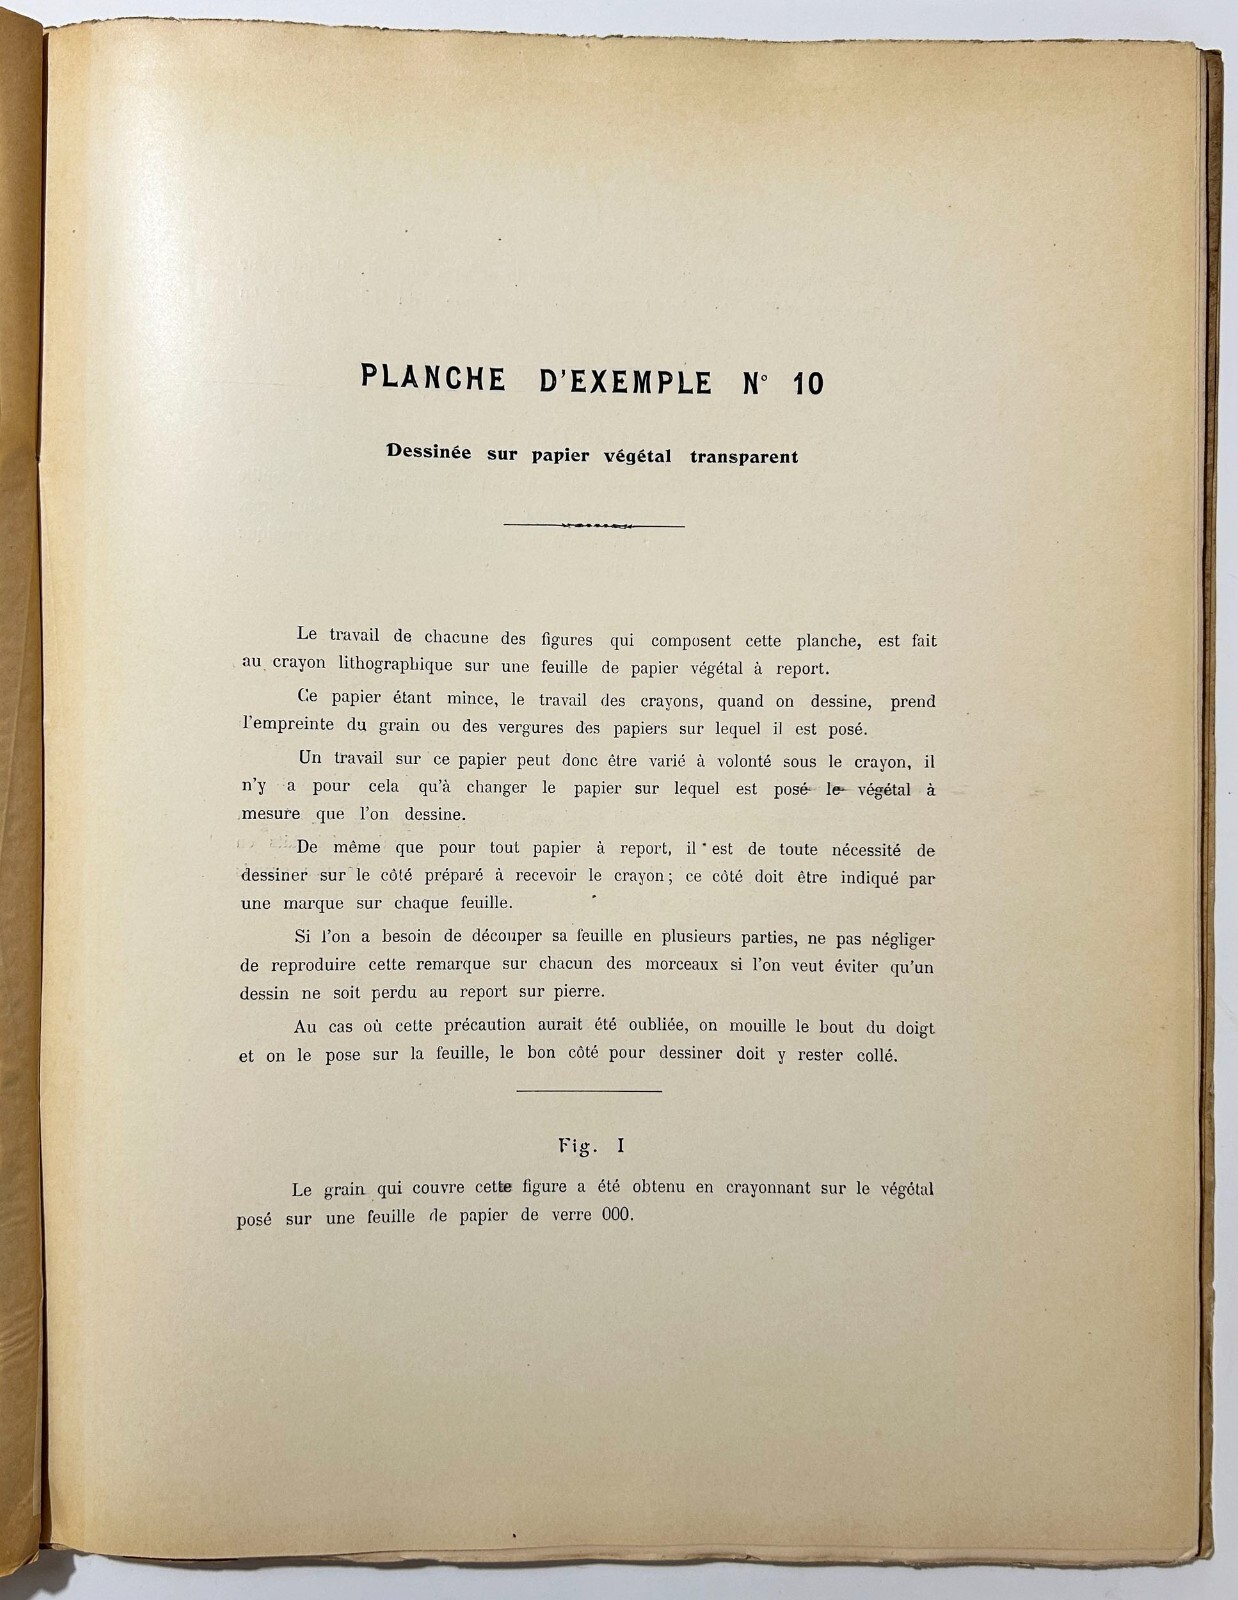 PLANCHE D'EXEMPLE N° 10
Dessinée sur papier végétal transparent
Le travail de chacune des figures qui composent cette planche, est fait
au crayon lithographique sur une feuille de papier végétal à report.
Ce papier étant mince, le travail des crayons, quand on dessine, prend
l'empreinte du grain ou des vergures des papiers sur lequel il est posé.
Un travail sur ce papier peut donc être varié à volonté sous le crayon, il
n'y a pour cela qu'à changer le papier sur lequel est posé le végétal à
mesure que l'on dessine.
De même que pour tout papier à report, il est de toute nécessité de
dessiner sur le côté préparé à recevoir le crayon; ce côté doit être indiqué par
une marque sur chaque feuille.
Si l'on a besoin de découper sa feuille en plusieurs parties, ne pas négliger
de reproduire cette remarque sur chacun des morceaux si l'on veut éviter qu'un
dessin ne soit perdu au report sur pierre.
Au cas où cette précaution aurait été oubliée, on mouille le bout du doigt
et on le pose sur la feuille, le bon côté pour dessiner doit y rester collé.
Fig. I
Le grain qui couvre cette figure a été obtenu en crayonnant sur le végétal
posé sur une feuille de papier de verre 000.